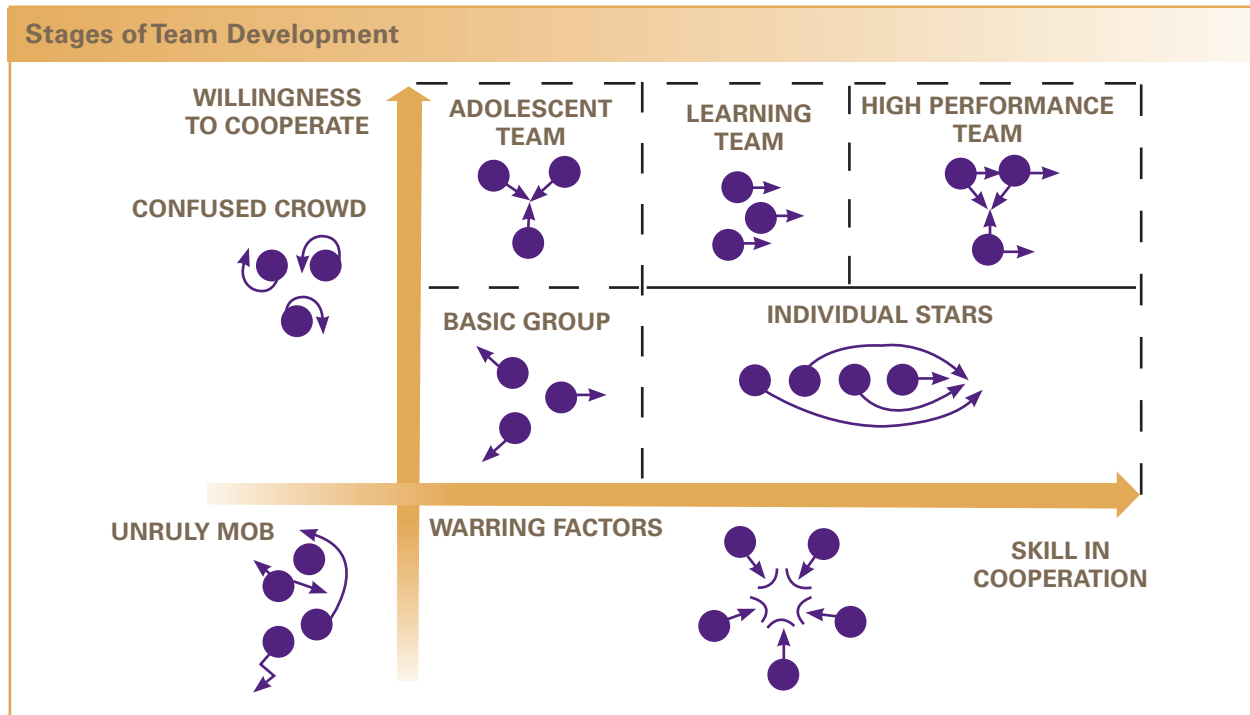 Stages of Team Development
WILLINGNESS
TO COOPERATE
ADOLESCENT
TEAM
LEARNING
TEAM
HIGH PERFORMANCE
TEAM
CONFUSED CROWD
BASIC GROUP
INDIVIDUAL STARS
UNRULY MOB
WARRING FACTORS
SKILL IN
COOPERATION